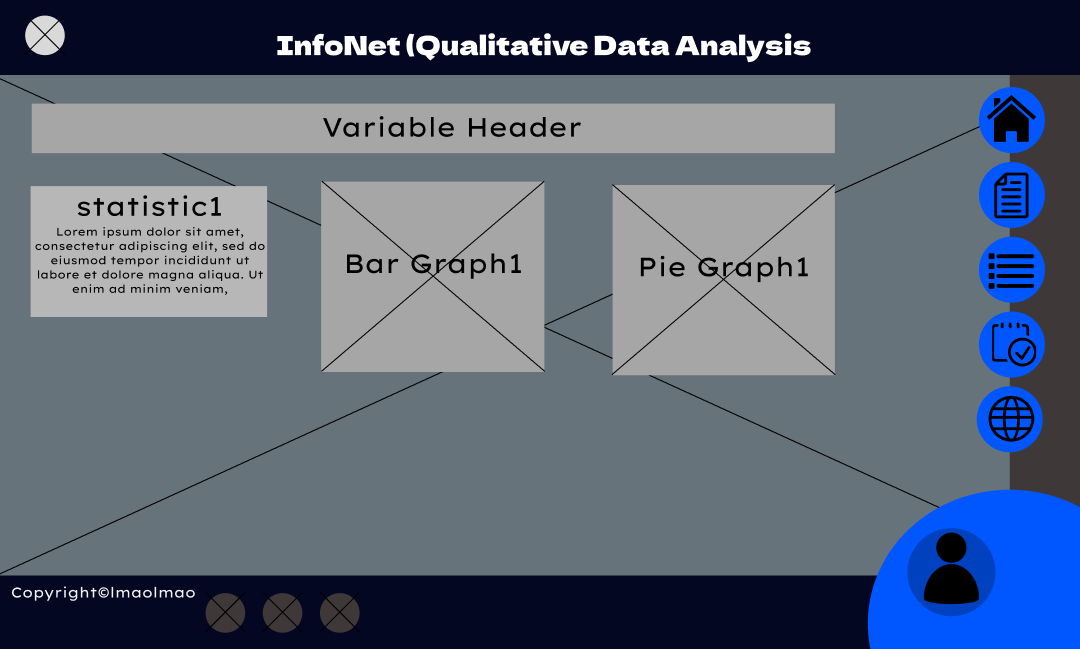 InfoNet (Qualitative Data Analysis
Variable Header
statistic1
Lorem ipsum dolor sit amet,
consectetur adipiscing elit, sed do
eiusmod tempor incididunt ut
labore et dolore magna aliqua. Ut
enim ad minim veniam,
Bar Graph1
Pie Graph1
Copyright©lmaolmao